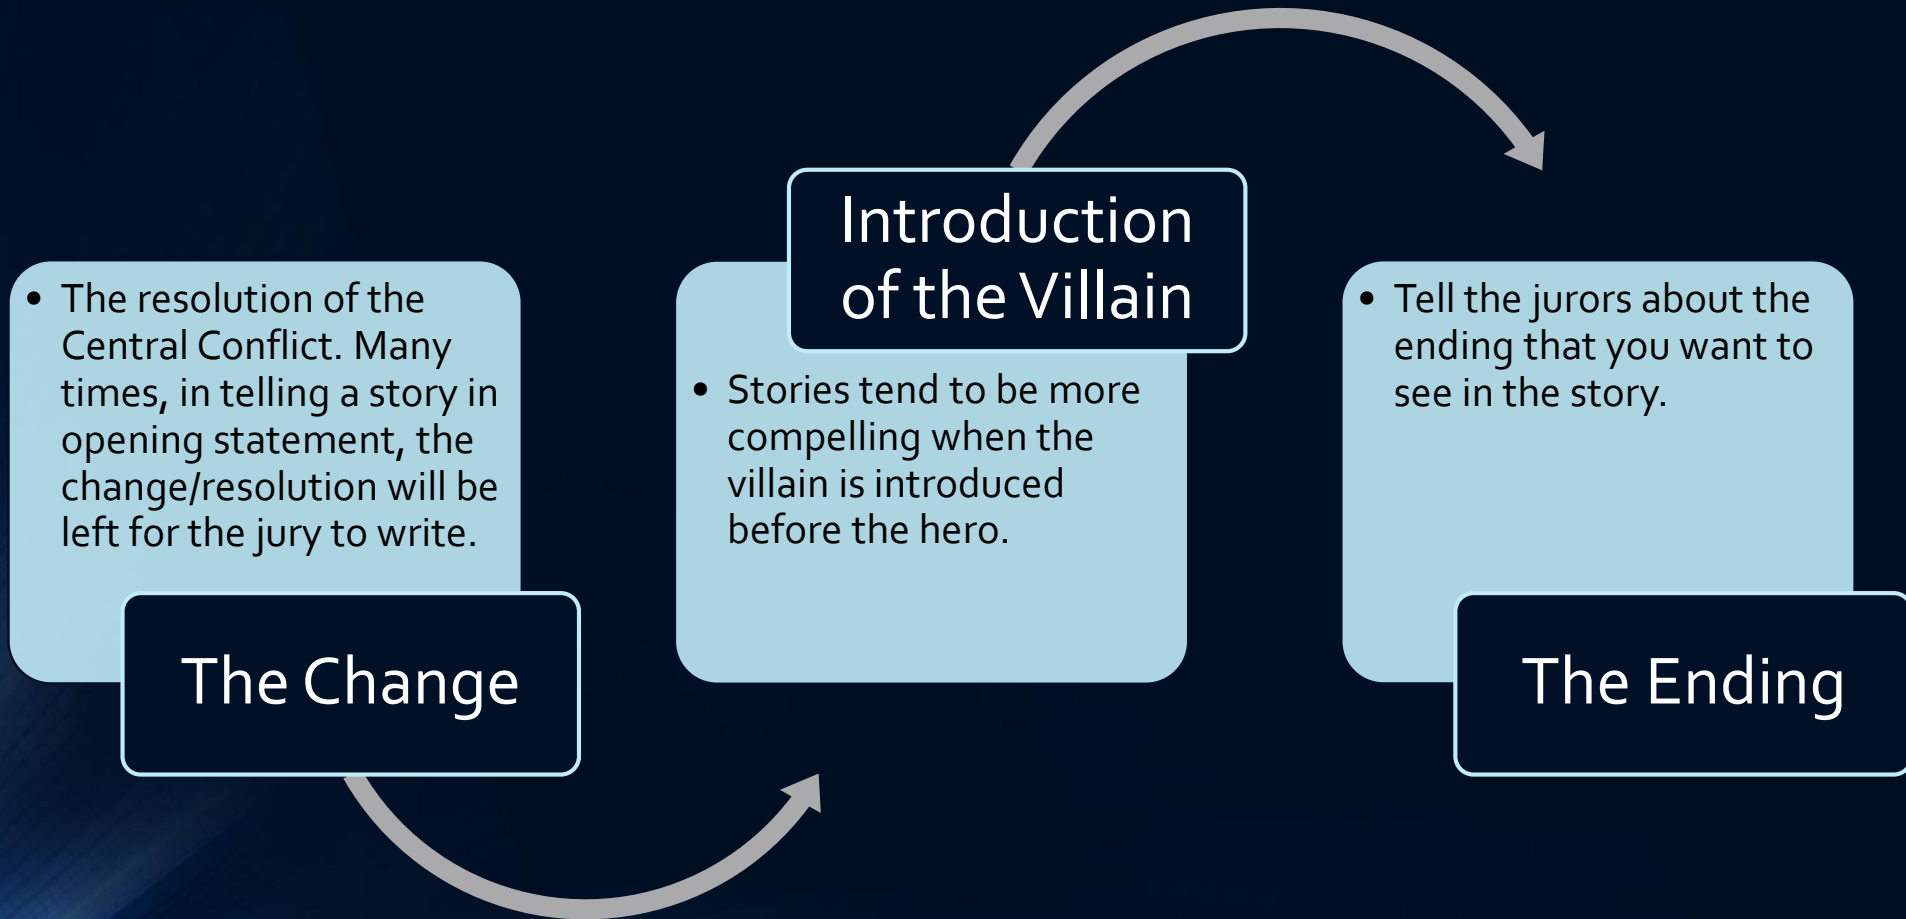 • The resolution of the
Central Conflict. Many
times, in telling a story in
opening statement, the
change/resolution will be
left for the jury to write.
The Change
Introduction
of the Villain
• Stories tend to be more
compelling when the
villain is introduced
before the hero.
• Tell the jurors about the
ending that you want to
see in the story.
The Ending